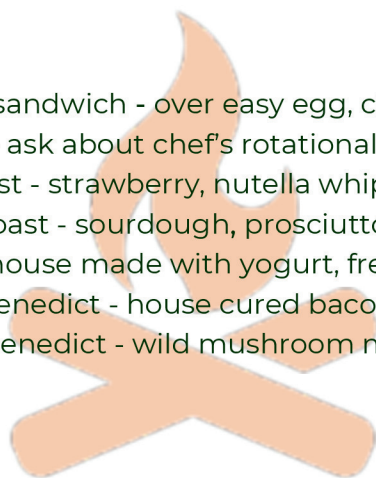 sandwich - over easy egg, c
ask about chef's rotational
st - strawberry, nutella whip
oast - sourdough, prosciutto
house made with yogurt, fre
enedict - house cured baco
enedict - wild mushroom